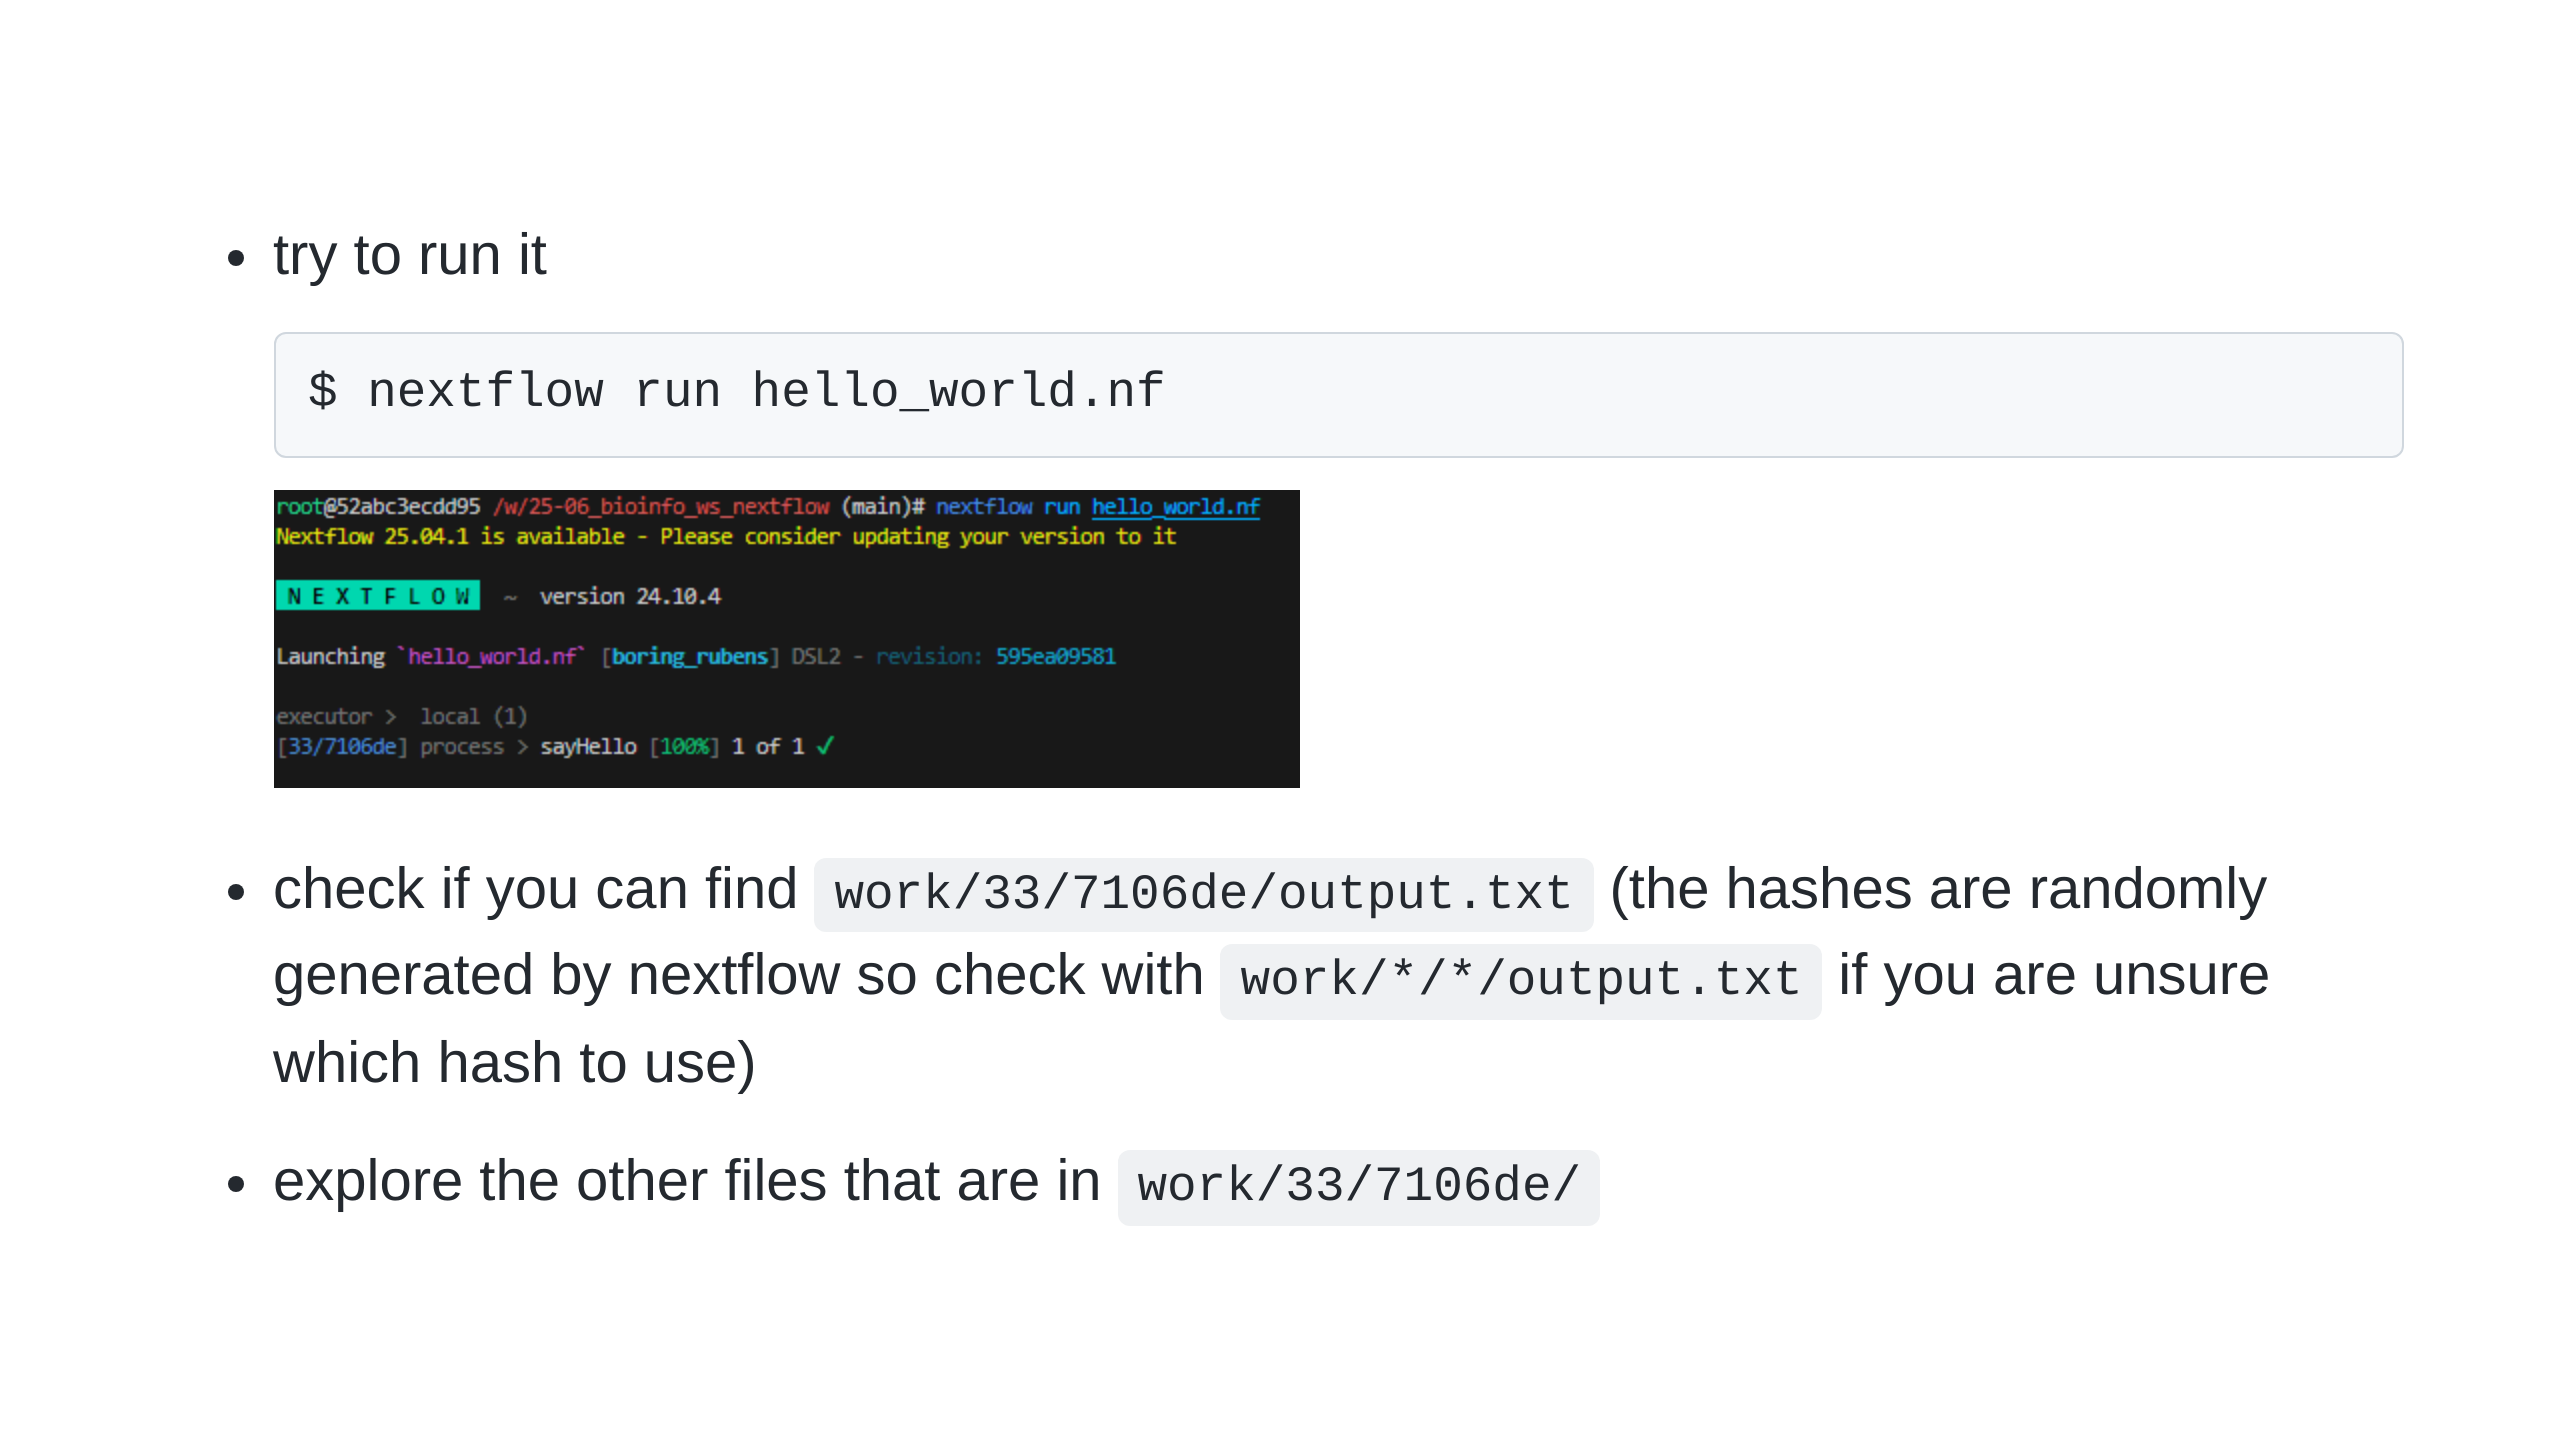 • try to run it
$ nextflow run hello_world.nf
root@52abc3ecdd95 /w/25-06_bioinfo_ws_nextflow (main)# nextflow run hello_world.nf
Nextflow 25.04.1 is available - Please consider updating your version to it
N E X T F L O W ~ version 24.10.4
Launching `hello_world.nf` [boring_rubens] DSL2 - revision: 595ea09581
executor > local (1)
[33/7106de] process > sayHello [100%] 1 of 1 ✓
• check if you can find work/33/7106de/output.txt (the hashes are randomly
generated by nextflow so check with work/*/*/output.txt if you are unsure
which hash to use)
• explore the other files that are in work/33/7106de/